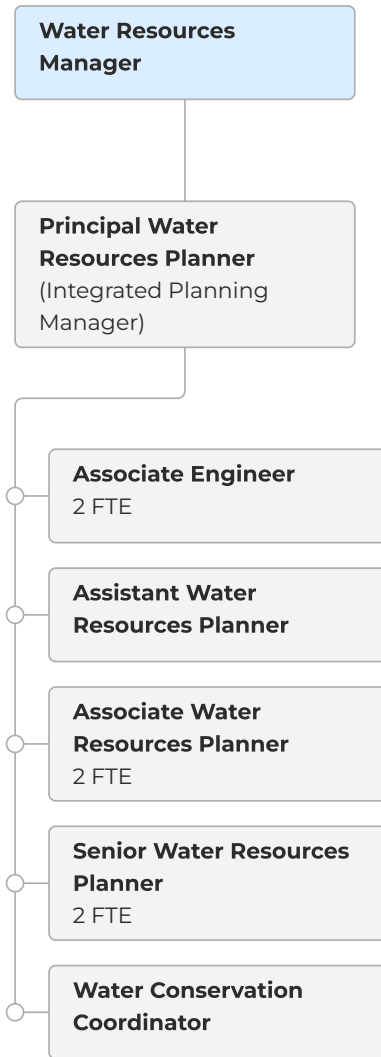 Water Resources
Manager
Principal Water
Resources Planner
(Integrated Planning
Manager)
Associate Engineer
2 FTE
Assistant Water
Resources Planner
Associate Water
Resources Planner
2 FTE
Senior Water Resources
Planner
2 FTE
Water Conservation
Coordinator